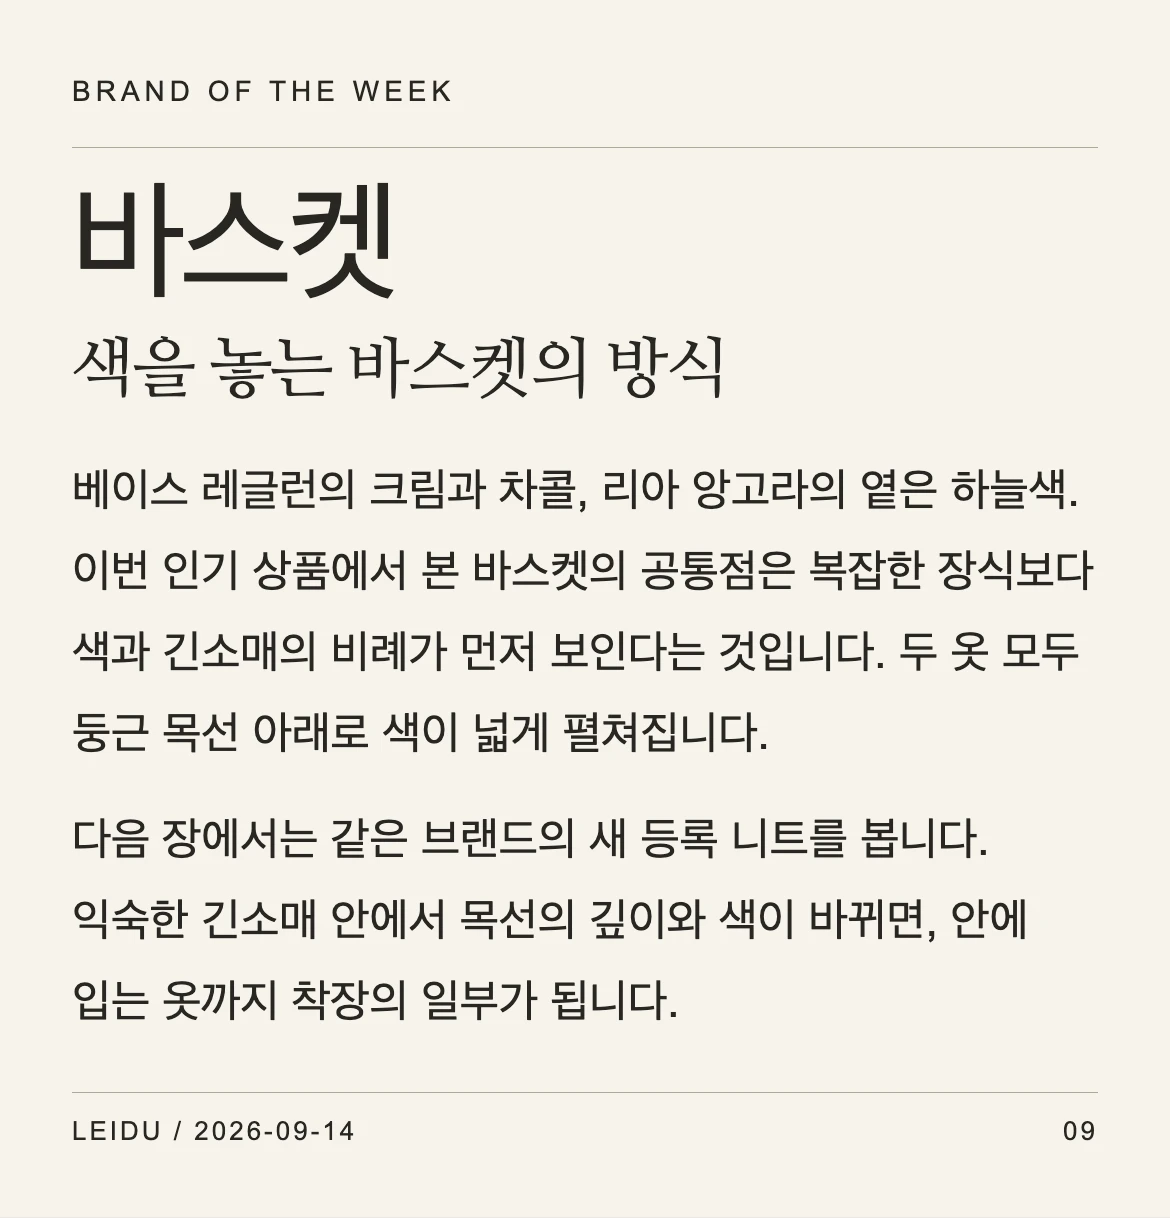 BRAND OF THE WEEK
바스켓
색을 놓는 바스켓의 방식
베이스 레글런의 크림과 차콜, 리아 앙고라의 옅은 하늘색.
이번 인기 상품에서 본 바스켓의 공통점은 복잡한 장식보다
색과 긴소매의 비례가 먼저 보인다는 것입니다. 두 옷 모두
둥근 목선 아래로 색이 넓게 펼쳐집니다.
다음 장에서는 같은 브랜드의 새 등록 니트를 봅니다.
익숙한 긴소매 안에서 목선의 깊이와 색이 바뀌면, 안에
입는 옷까지 착장의 일부가 됩니다.
LEIDU / 2026-09-14
09